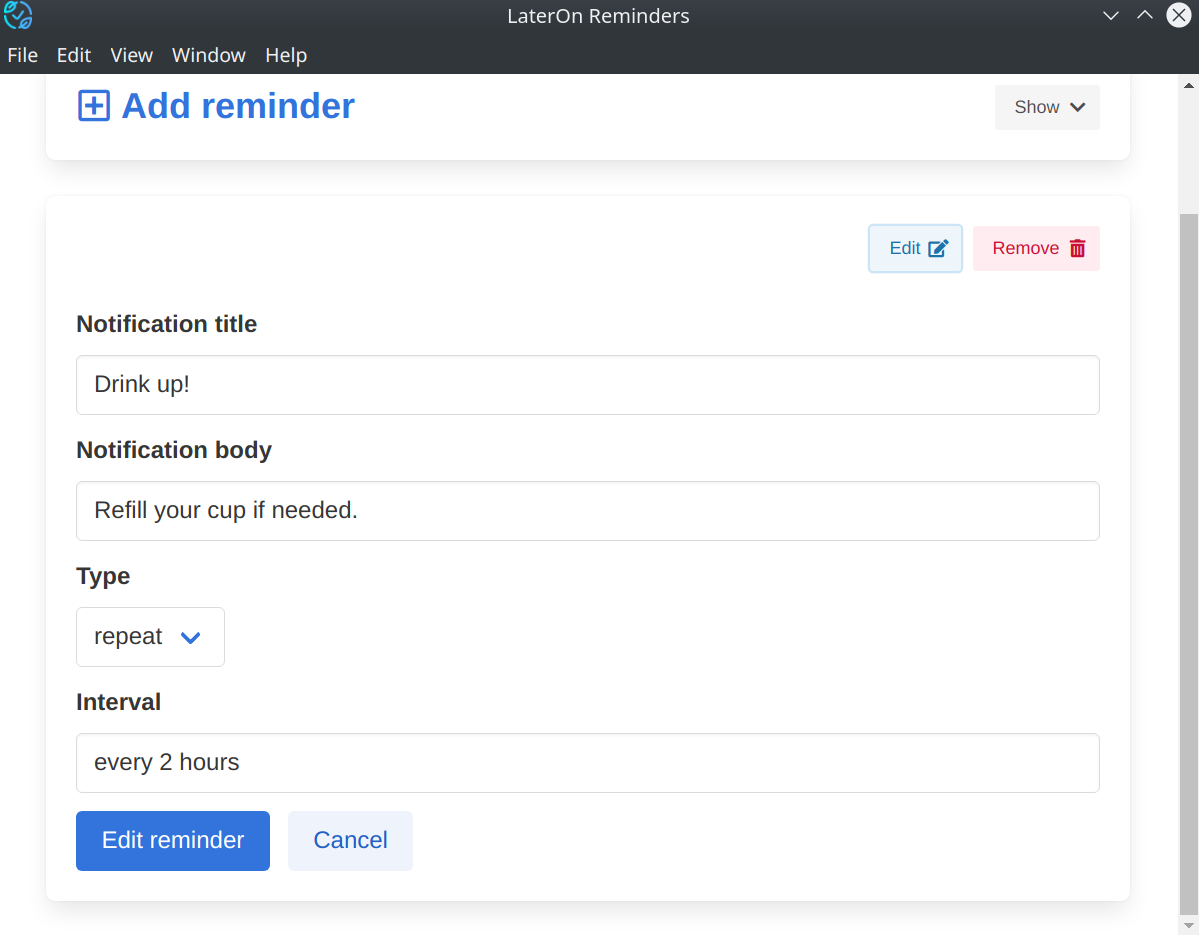 LaterOn Reminders
File Edit View Window Help
Add reminder
Show
Edit Remove
Notification title
Drink up!
Notification body
Refill your cup if needed.
Type
repeat
Interval
every 2 hours
Edit reminder Cancel